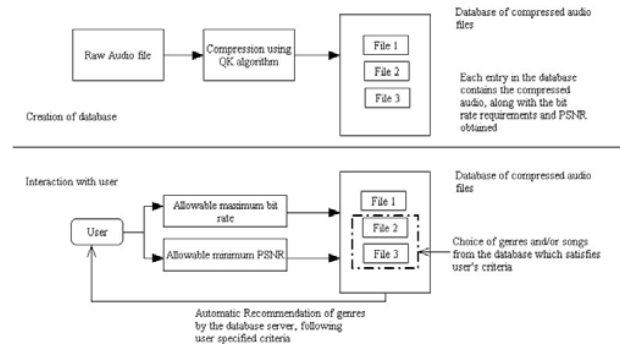 Raw Audio file
Compression using
QK algorithm
File 1
File 2
File 3
Database of compressed audio
files
Each entry in the database
contains the compressed
audio, along with the bit
rate requirements and PSNR
obtained
Creation of database
Interaction with user
User
Allowable maximum bit
rate
Allowable minimum PSNR
File 1
File 2
File 3
Database of compressed audio
files
Choice of genres and/or songs
from the database which satisfies
user's criteria
Automatic Recommendation of genres
by the database server, following
user specified criteria